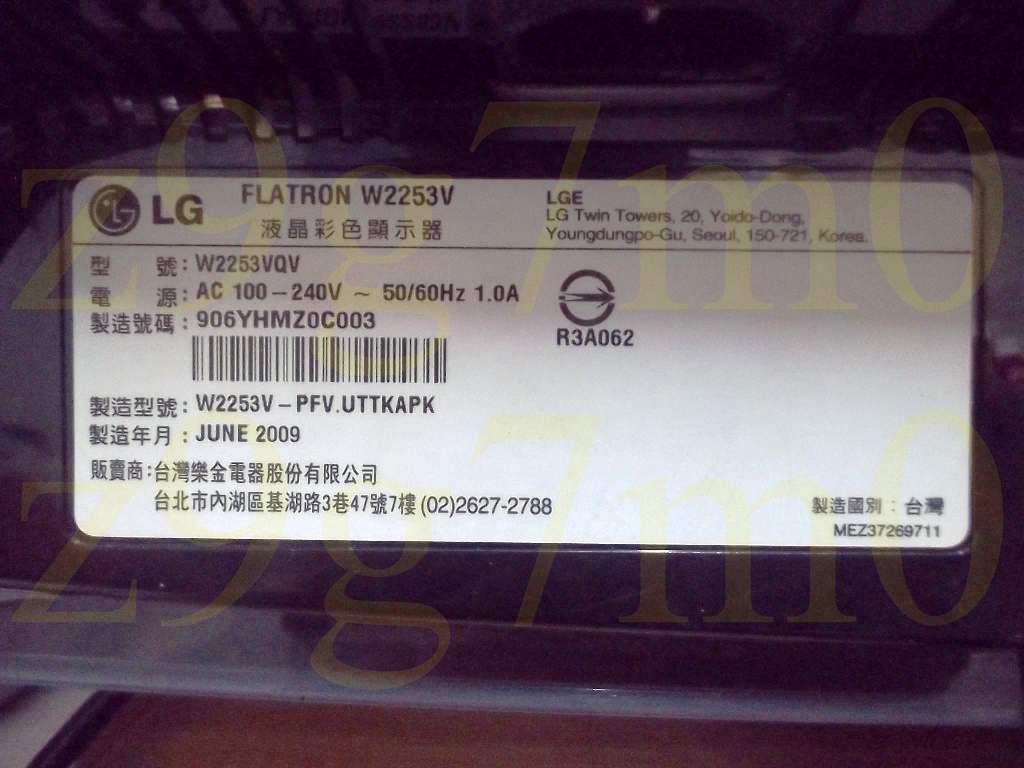 z9g7m0
LG FLATRON W2253V
液晶彩色顯示器
LGE
LG Twin Towers, 20, Yoido-Dong,
Youngdungpo-Gu, Seoul, 150-721, Korea.
型 號: W2253VQV
電 源: AC 100-240V ~ 50/60Hz 1.0A
製造號碼: 906YHMZ0C003
R3A062
製造型號: W2253V-PFV.UTTKAPK
製造年月: JUNE 2009
販賣商:台灣樂金電器股份有限公司
台北市內湖區基湖路3巷47號7樓 (02)2627-2788
製造國別: 台灣
MEZ37269711
z9g7m0